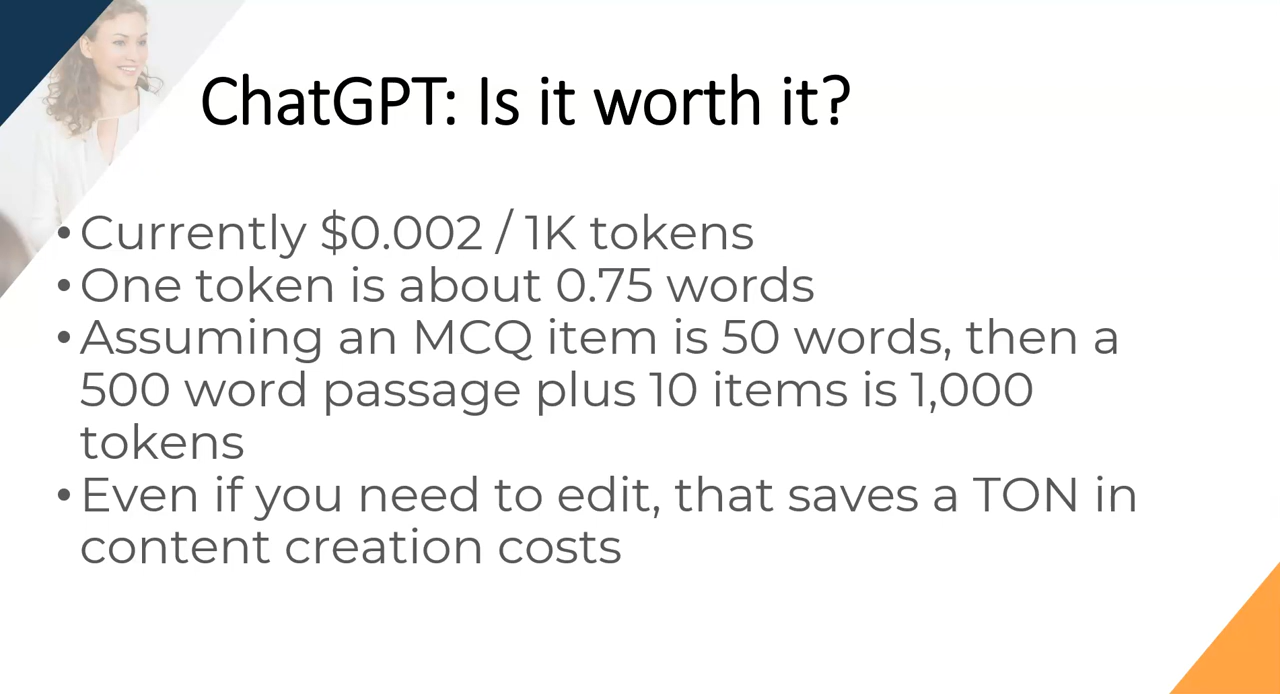 ChatGPT: Is it worth it?
•Currently $0.002 / 1K tokens
•One token is about 0.75 words
•Assuming an MCQ item is 50 words, then a
500 word passage plus 10 items is 1,000
tokens
•Even if you need to edit, that saves a TON in
content creation costs